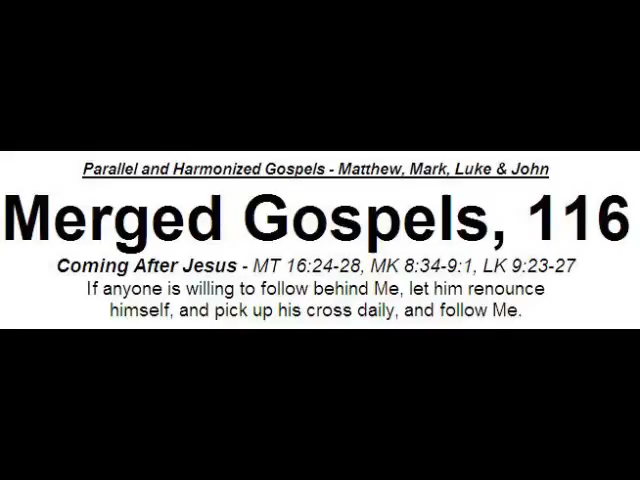 Parallel and Harmonized Gospels - Matthew, Mark, Luke & John
Merged Gospels, 116
Coming After Jesus - MT 16:24-28, MK 8:34-9:1, LK 9:23-27
If anyone is willing to follow behind Me, let him renounce
himself, and pick up his cross daily, and follow Me.